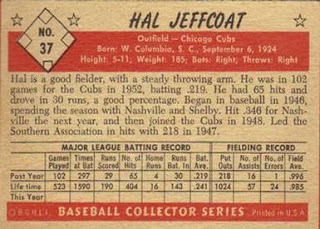 NO.
37
HAL JEFFCOAT
Outfield—Chicago Cubs
Born: W. Columbia, S. C., September 6, 1924
Height: 5-11; Weight: 185; Bats: Right; Throws: Right
Hal is a good fielder, with a steady throwing arm. He was in 102
games for the Cubs in 1952, batting .219. He had 65 hits and
drove in 30 runs, a good percentage. Began in baseball in 1946,
spending the season with Nashville and Shelby. Hit .346 for Nash-
ville the next year, and then joined the Cubs in 1948. Led the
Southern Association in hits with 218 in 1947.
MAJOR LEAGUE BATTING RECORD FIELDING RECORD
Games Played Times at Bat Runs Scored No. of Hits Home Runs Runs Bat. In Bat. Ave. Put Outs No. of Assists No. of Errors Field. Ave.
Past Year 102 297 29 65 4 30 .219 218 16 1 .996
Life time 523 1590 190 404 16 143 .241 1024 57 24 .985
This Year
©B.G.H.L.I. BASEBALL COLLECTOR SERIES Printed in U.S.A